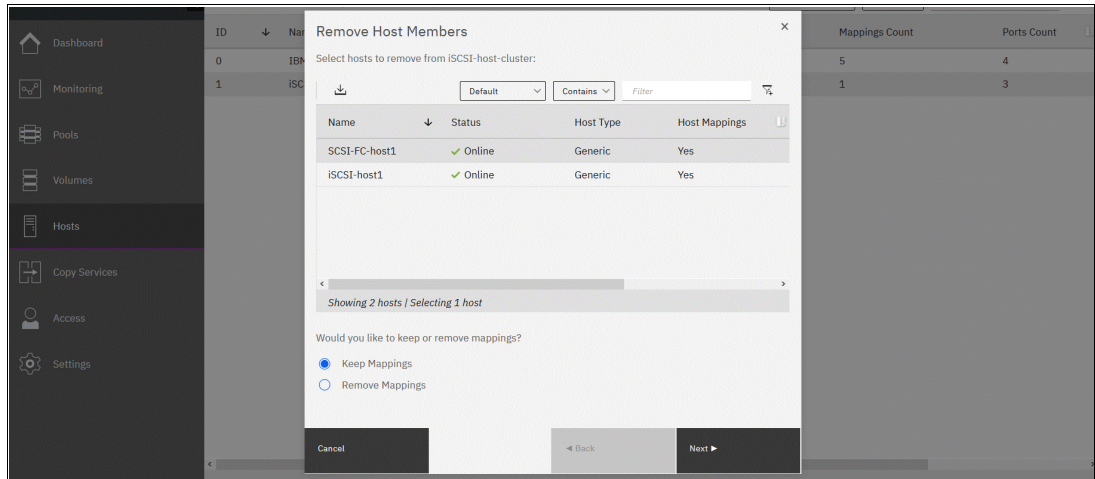 Dashboard
Monitoring
Pools
Volumes
Hosts
Copy Services
Access
Settings
ID Nar Mappings Count Ports Count
0 IBM 5 4
1 iSC 1 3
Remove Host Members
Select hosts to remove from iSCSI-host-cluster:
Default Contains Filter
Name Status Host Type Host Mappings
SCSI-FC-host1 Online Generic Yes
iSCSI-host1 Online Generic Yes
Showing 2 hosts | Selecting 1 host
Would you like to keep or remove mappings?
Keep Mappings
Remove Mappings
Cancel Back Next